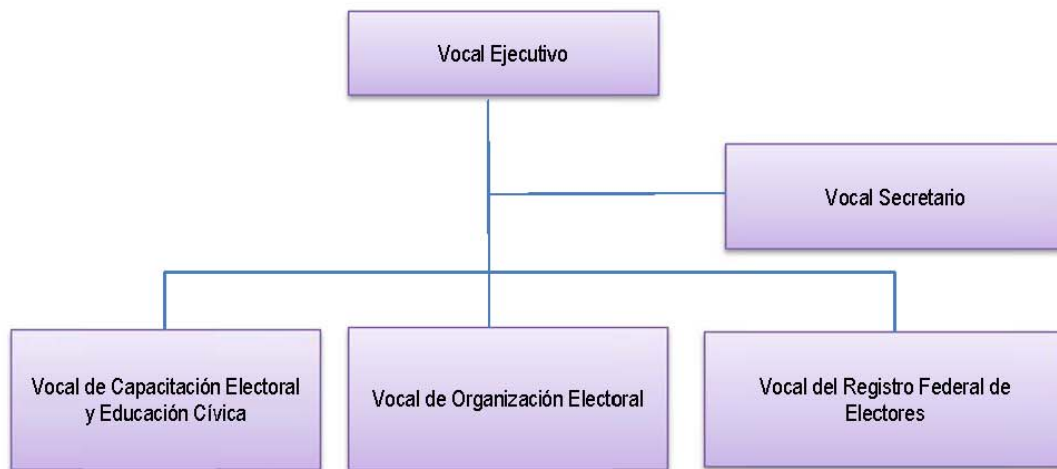 Vocal Ejecutivo
Vocal Secretario
Vocal de Capacitación Electoral
y Educación Cívica
Vocal de Organización Electoral
Vocal del Registro Federal de
Electores